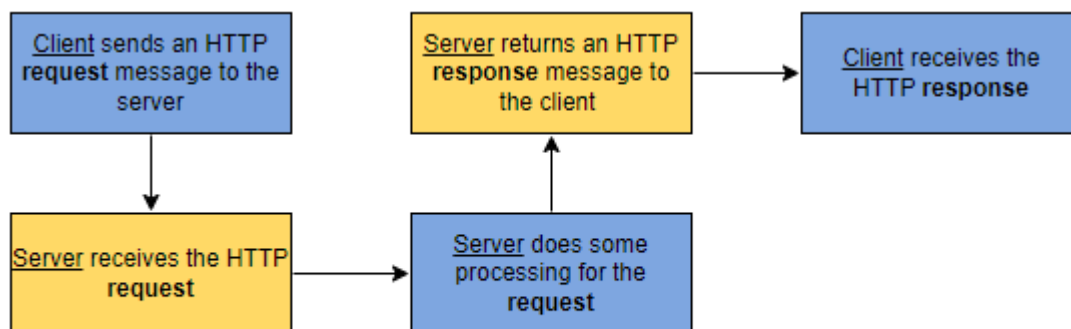 Client sends an HTTP
request message to the
server
Server receives the HTTP
request
Server does some
processing for the
request
Server returns an HTTP
response message to
the client
Client receives the
HTTP response